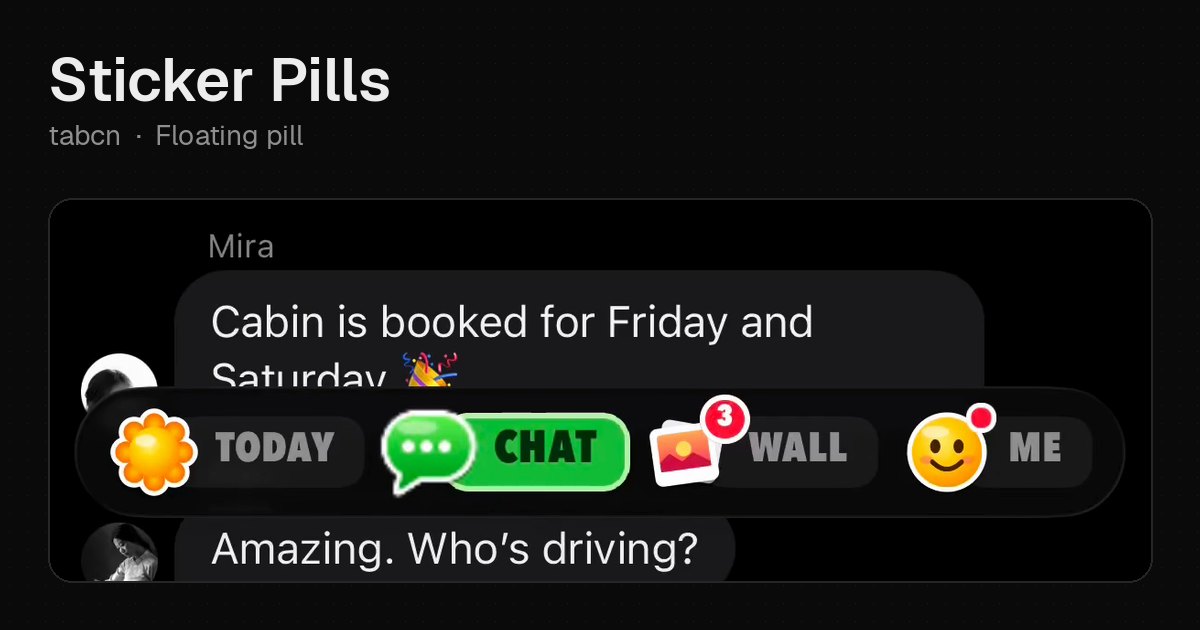 Sticker Pills
tabcn · Floating pill
Mira
Cabin is booked for Friday and
Saturday 🎉
TODAY
CHAT
3
WALL
ME
Amazing. Who’s driving?